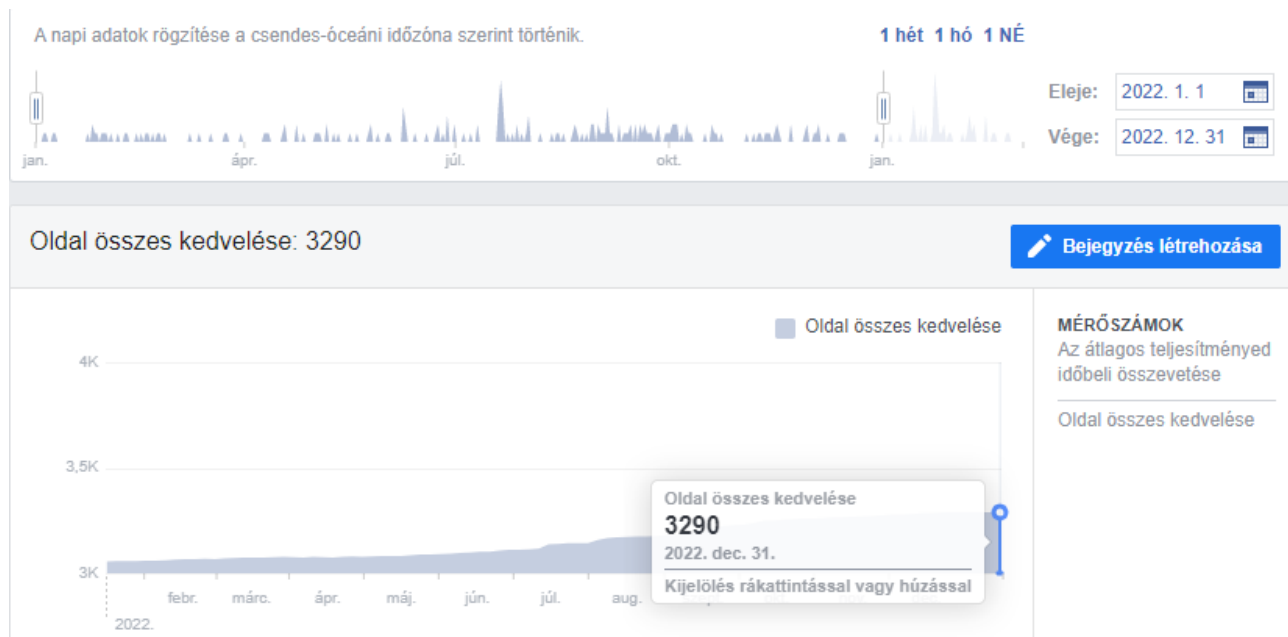 A napi adatok rögzítése a csendes-óceáni időzóna szerint történik.
1 hét 1 hó 1 NÉ
Eleje: 2022. 1. 1
Vége: 2022. 12. 31
jan. ápr. júl. okt. jan.
Oldal összes kedvelése: 3290
Bejegyzés létrehozása
Oldal összes kedvelése
MÉRŐSZÁMOK
Az átlagos teljesítményed
időbeli összevetése
Oldal összes kedvelése
4K
3,5K
3K
Oldal összes kedvelése
3290
2022. dec. 31.
Kijelölés rákattintással vagy húzással
febr. márc. ápr. máj. jún. júl. aug.
2022.